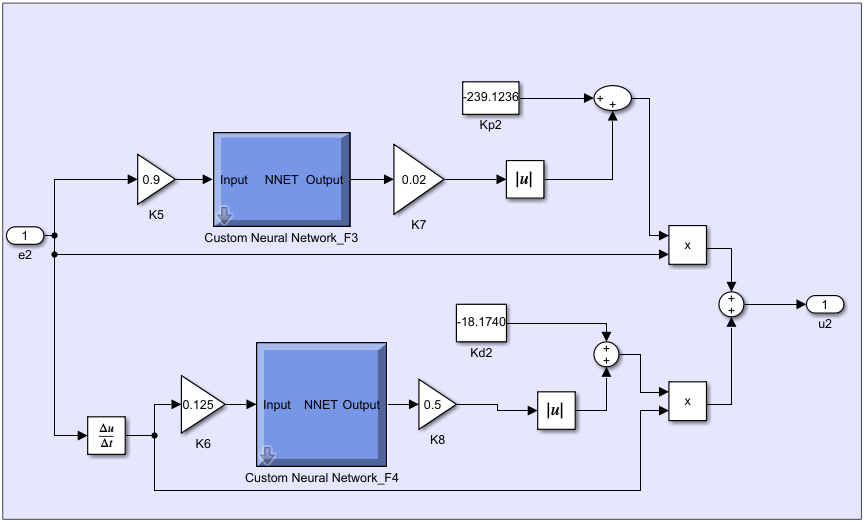 -239.1236
+
+
Kp2
0.9
Input
NNET
Output
0.02
|u|
K5
K7
Custom Neural Network_F3
1
e2
x
+
+
1
u2
-18.1740
Kd2
+
+
0.125
Input
NNET
Output
0.5
|u|
x
K6
K8
Δu
Δt
Custom Neural Network_F4